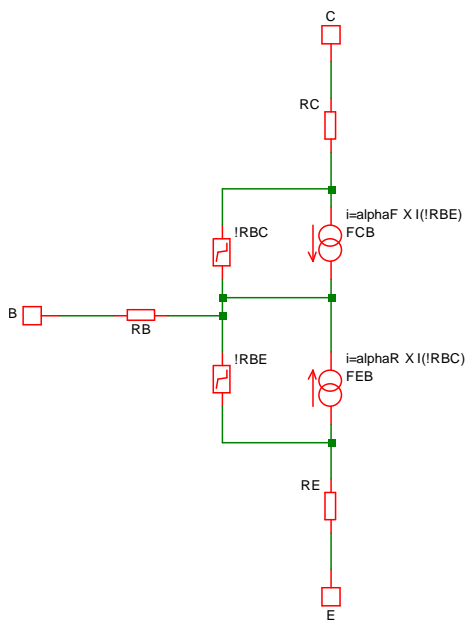 C
RC
i=alphaF X I(!RBE)
FCB
!RBC
B
RB
i=alphaR X I(!RBC)
FEB
!RBE
RE
E